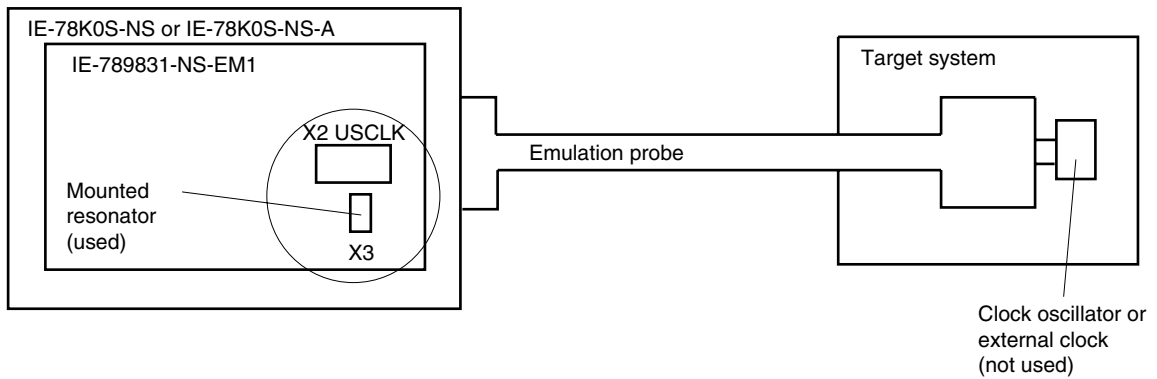 IE-78K0S-NS or IE-78K0S-NS-A
IE-789831-NS-EM1
X2 USCLK
Mounted
resonator
(used)
X3
Emulation probe
Target system
Clock oscillator or
external clock
(not used)